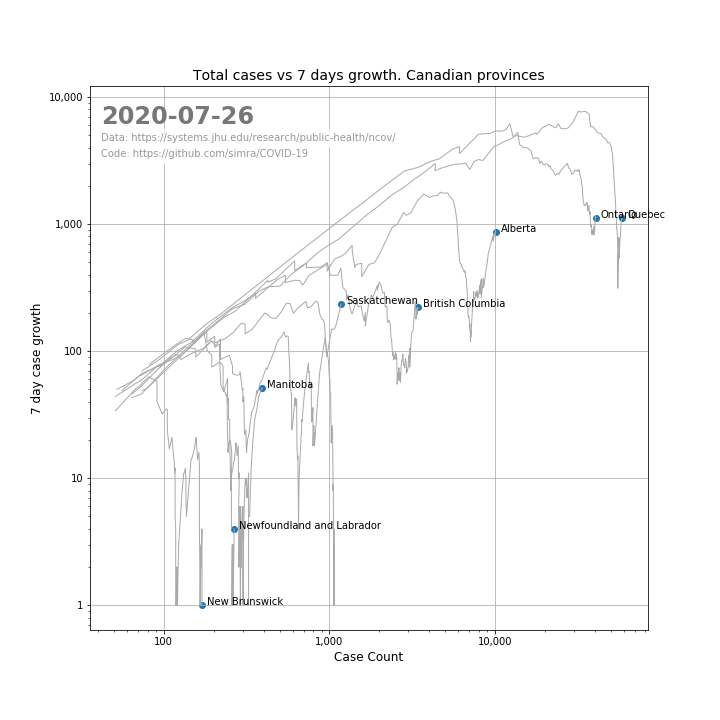 Total cases vs 7 days growth. Canadian provinces
10,000
2020-07-26
Data: https://systems.jhu.edu/research/public-health/ncov/
Code: https://github.com/simra/COVID-19
1,000
Ontario
Quebec
Alberta
Saskatchewan
British Columbia
7 day case growth
100
Manitoba
10
Newfoundland and Labrador
1
New Brunswick
100
1,000
10,000
Case Count